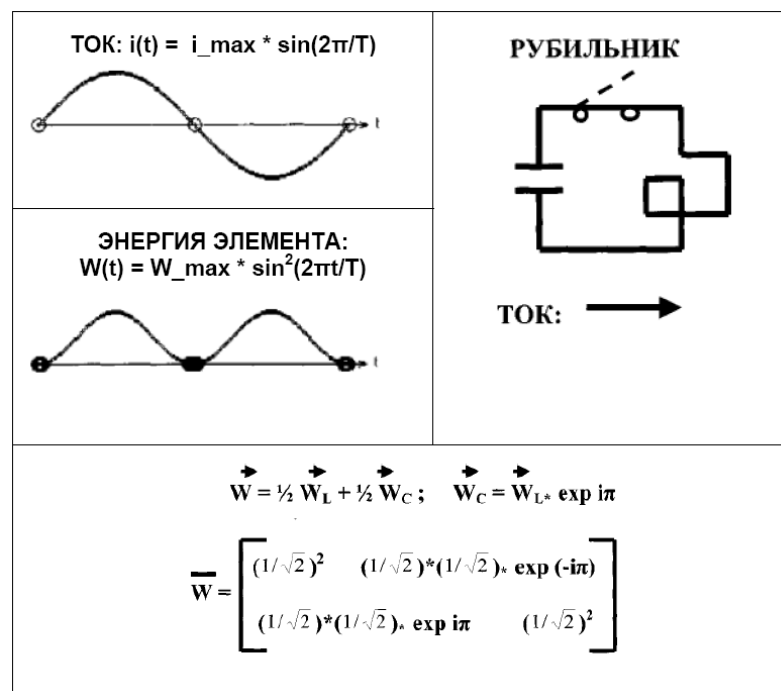 ТОК: i(t) = i_max * sin(2π/T)
t
ЭНЕРГИЯ ЭЛЕМЕНТА:
W(t) = W_max * sin²(2πt/T)
t
РУБИЛЬНИК
ТОК:
W = ½ W_L + ½ W_C ; W_C = W_L* exp iπ
W =
(1/√2)² (1/√2)*(1/√2)* exp (-iπ)
(1/√2)*(1/√2)* exp iπ (1/√2)²